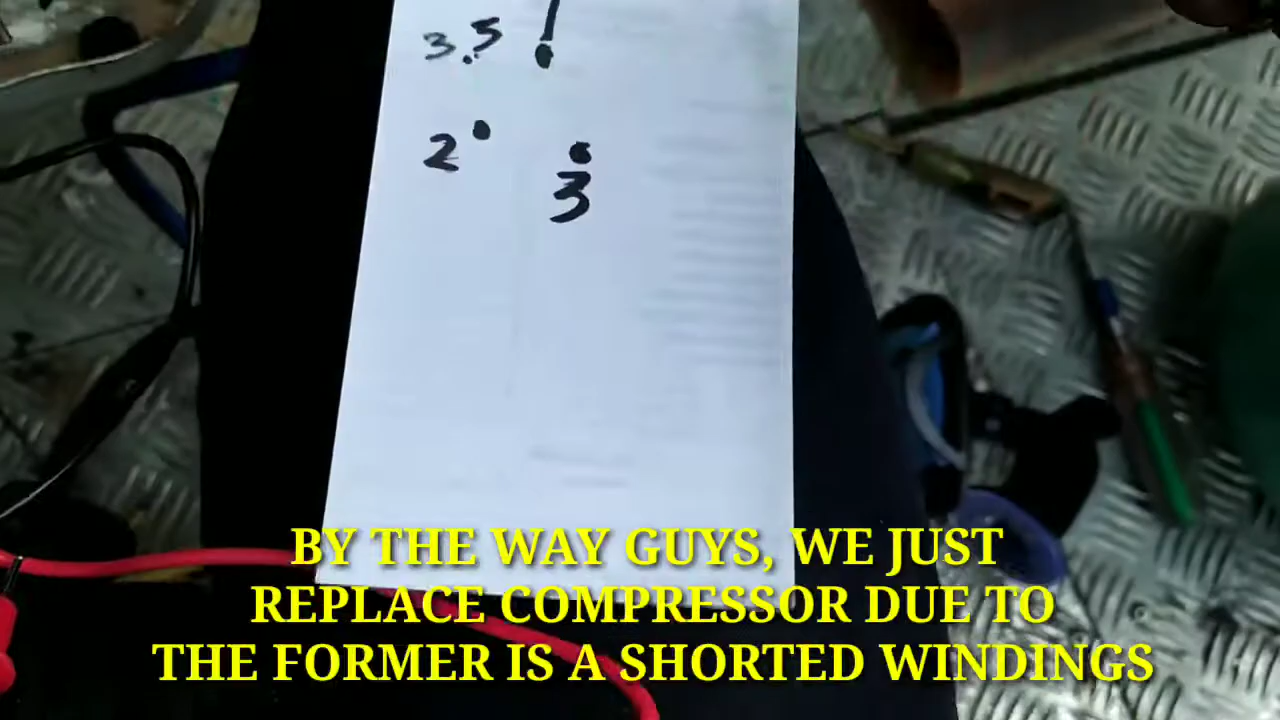 3.5
2
3
BY THE WAY GUYS, WE JUST
REPLACE COMPRESSOR DUE TO
THE FORMER IS A SHORTED WINDINGS